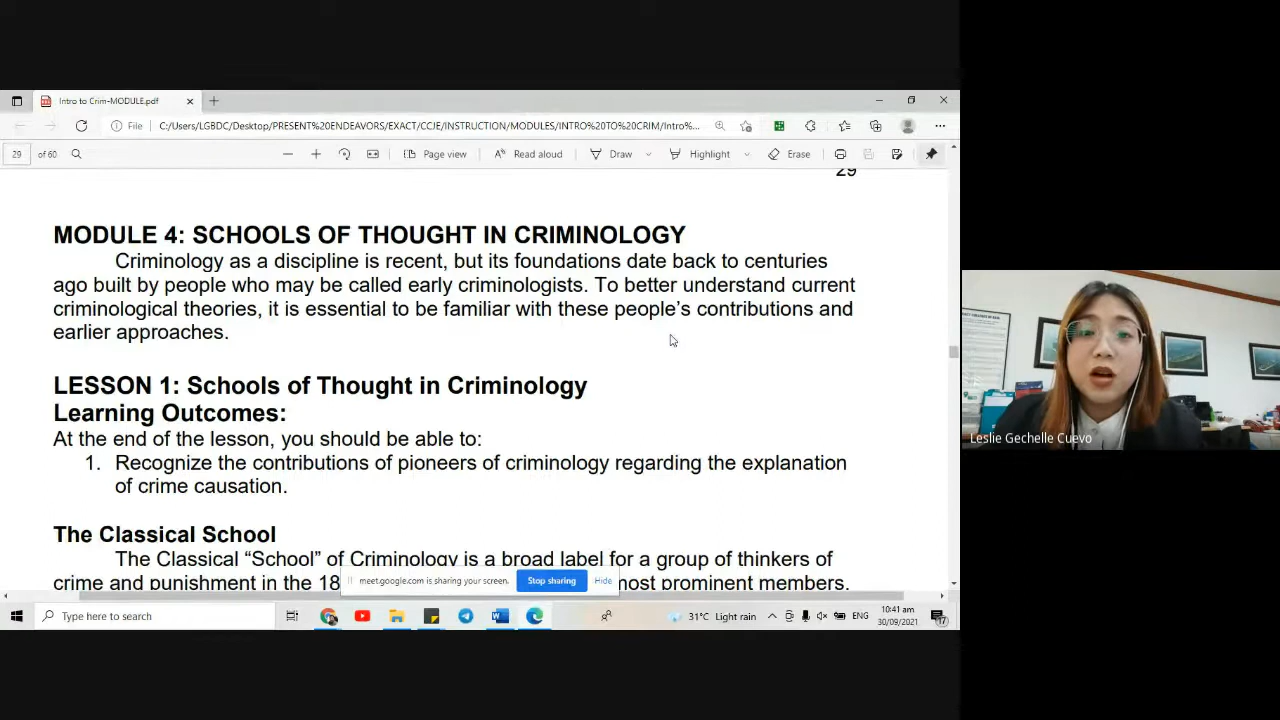 Intro to Crim-MODULE.pdf
File
C:/Users/LGBDC/Desktop/PRESENT%20ENDEAVORS/EXACT/CCJE/INSTRUCTION/MODULES/INTRO%20TO%20CRIM/Intro%...
29 of 60
Page view
Read aloud
Draw
Highlight
Erase
29
MODULE 4: SCHOOLS OF THOUGHT IN CRIMINOLOGY
Criminology as a discipline is recent, but its foundations date back to centuries
ago built by people who may be called early criminologists. To better understand current
criminological theories, it is essential to be familiar with these people's contributions and
earlier approaches.
LESSON 1: Schools of Thought in Criminology
Learning Outcomes:
At the end of the lesson, you should be able to:
1. Recognize the contributions of pioneers of criminology regarding the explanation
of crime causation.
The Classical School
The Classical “School” of Criminology is a broad label for a group of thinkers of
crime and punishment in the 18 most prominent members.
meet.google.com is sharing your screen.
Stop sharing
Hide
Leslie Gechelle Cuevo
Type here to search
31°C Light rain
ENG
10:41 am
30/09/2021
17